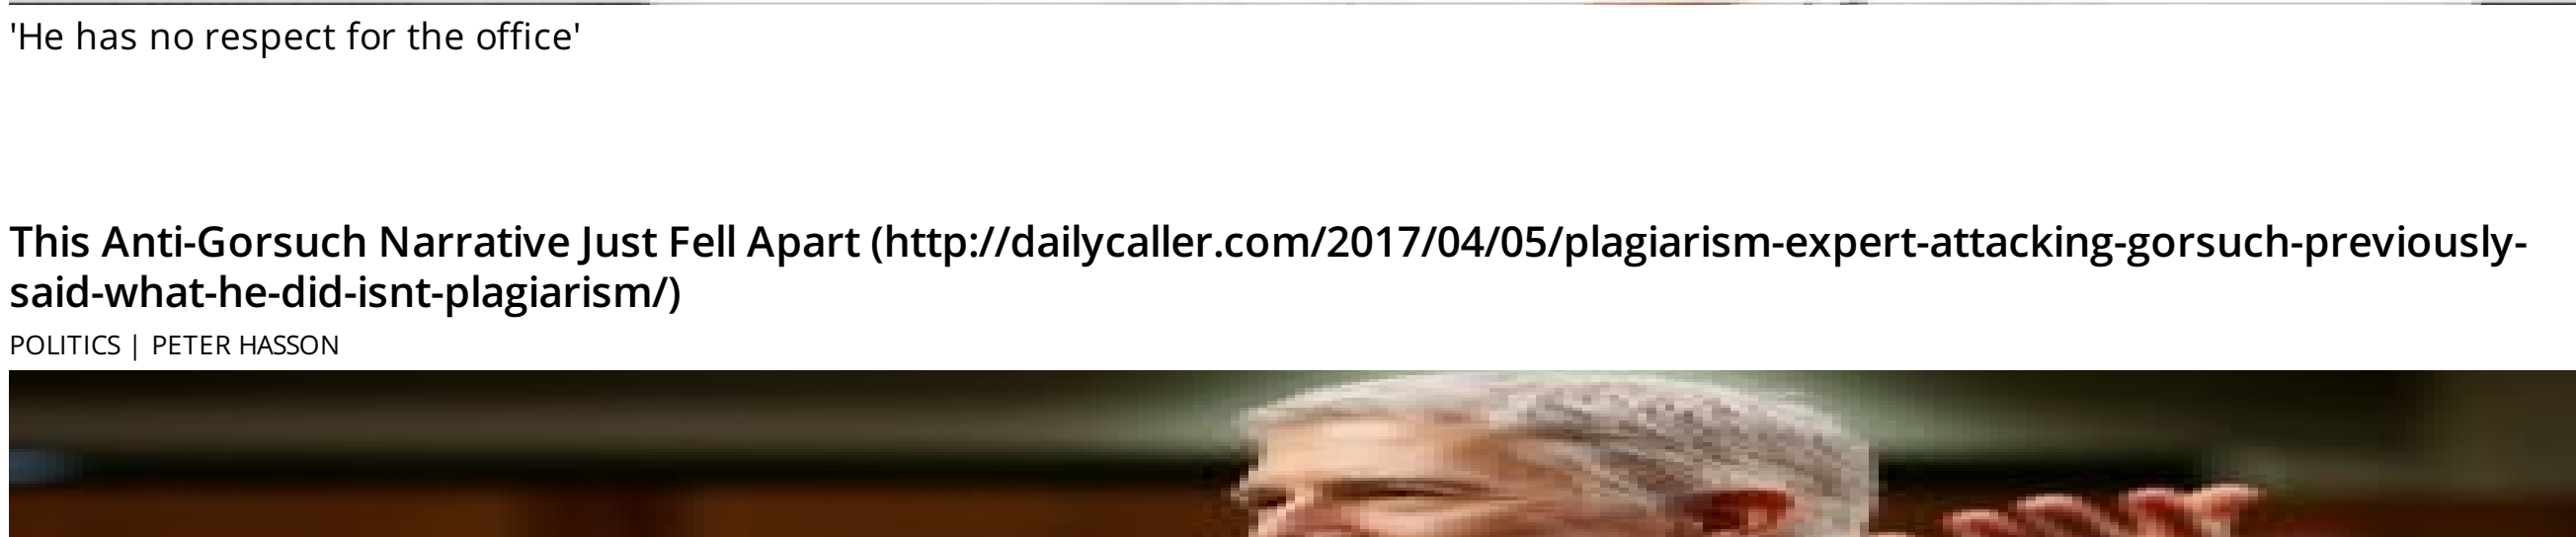 'He has no respect for the office'
This Anti-Gorsuch Narrative Just Fell Apart (http://dailycaller.com/2017/04/05/plagiarism-expert-attacking-gorsuch-previously-
said-what-he-did-isnt-plagiarism/)
POLITICS | PETER HASSON